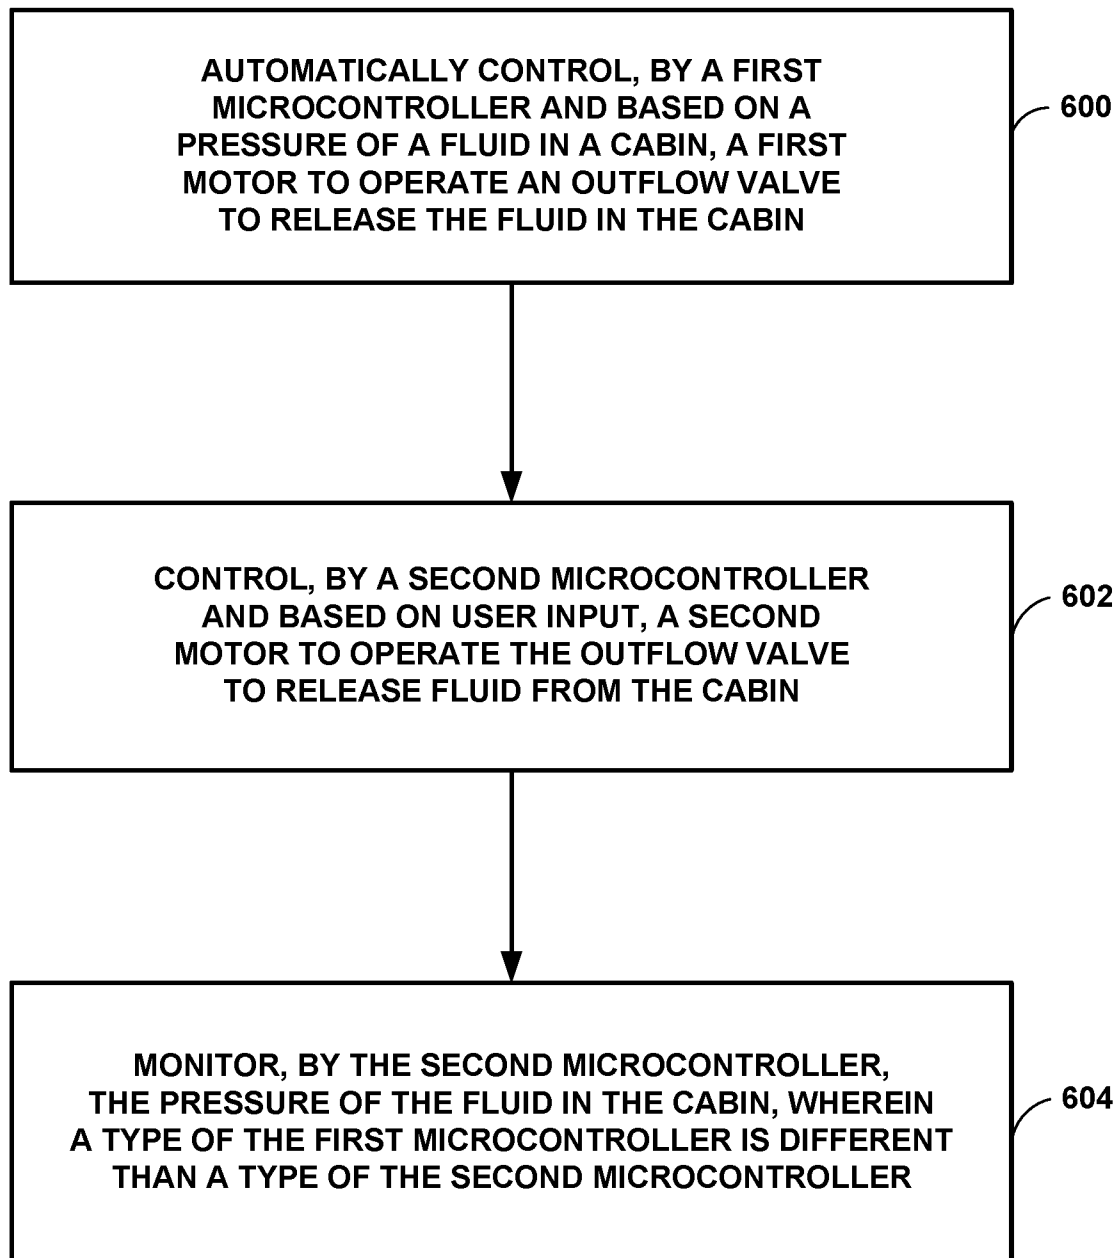 AUTOMATICALLY CONTROL, BY A FIRST
MICROCONTROLLER AND BASED ON A
PRESSURE OF A FLUID IN A CABIN, A FIRST
MOTOR TO OPERATE AN OUTFLOW VALVE
TO RELEASE THE FLUID IN THE CABIN
600
CONTROL, BY A SECOND MICROCONTROLLER
AND BASED ON USER INPUT, A SECOND
MOTOR TO OPERATE THE OUTFLOW VALVE
TO RELEASE FLUID FROM THE CABIN
602
MONITOR, BY THE SECOND MICROCONTROLLER,
THE PRESSURE OF THE FLUID IN THE CABIN, WHEREIN
A TYPE OF THE FIRST MICROCONTROLLER IS DIFFERENT
THAN A TYPE OF THE SECOND MICROCONTROLLER
604